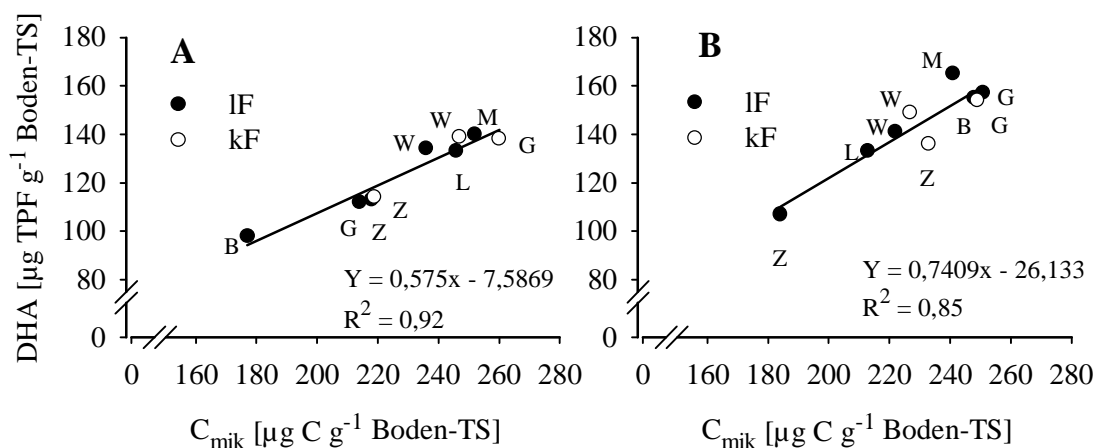 DHA [µg TPF g⁻¹ Boden-TS]
A
lF
kF
180
160
140
120
100
80
0
B
G
Z
Z
W
W
L
M
G
Y = 0,575x - 7,5869
R² = 0,92
0 160 180 200 220 240 260 280
C_mik [µg C g⁻¹ Boden-TS]
B
lF
kF
180
160
140
120
100
80
0
Z
L
W
W
Z
M
B
G
G
Y = 0,7409x - 26,133
R² = 0,85
0 160 180 200 220 240 260 280
C_mik [µg C g⁻¹ Boden-TS]